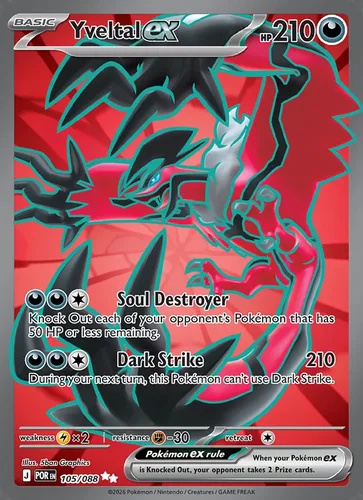 BASIC Yveltal ex HP 210
Soul Destroyer
Knock Out each of your opponent's Pokémon that has
50 HP or less remaining.
Dark Strike 210
During your next turn, this Pokémon can't use Dark Strike.
weakness ×2 resistance -30 retreat
Illus. 5ban Graphics
J POR EN 105/088
Pokémon ex rule When your Pokémon ex
is Knocked Out, your opponent takes 2 Prize cards.
©2026 Pokémon / Nintendo / Creatures / GAME FREAK